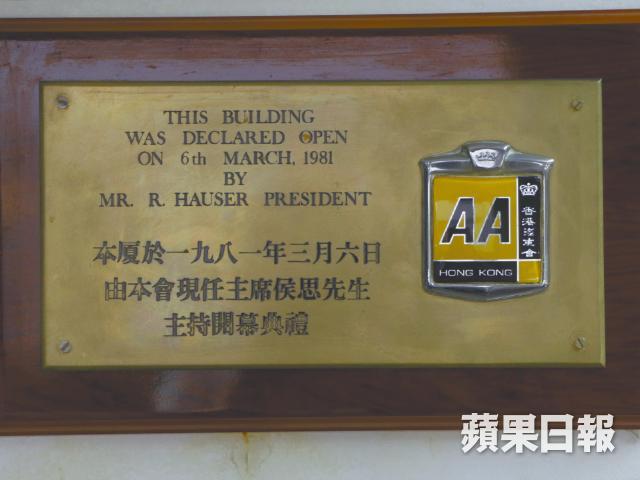 THIS BUILDING
WAS DECLARED OPEN
ON 6th MARCH, 1981
BY
MR. R. HAUSER PRESIDENT
本廈於一九八一年三月六日
由本會現任主席侯思先生
主持開幕典禮
AA
香港汽車會
HONG KONG
蘋果日報